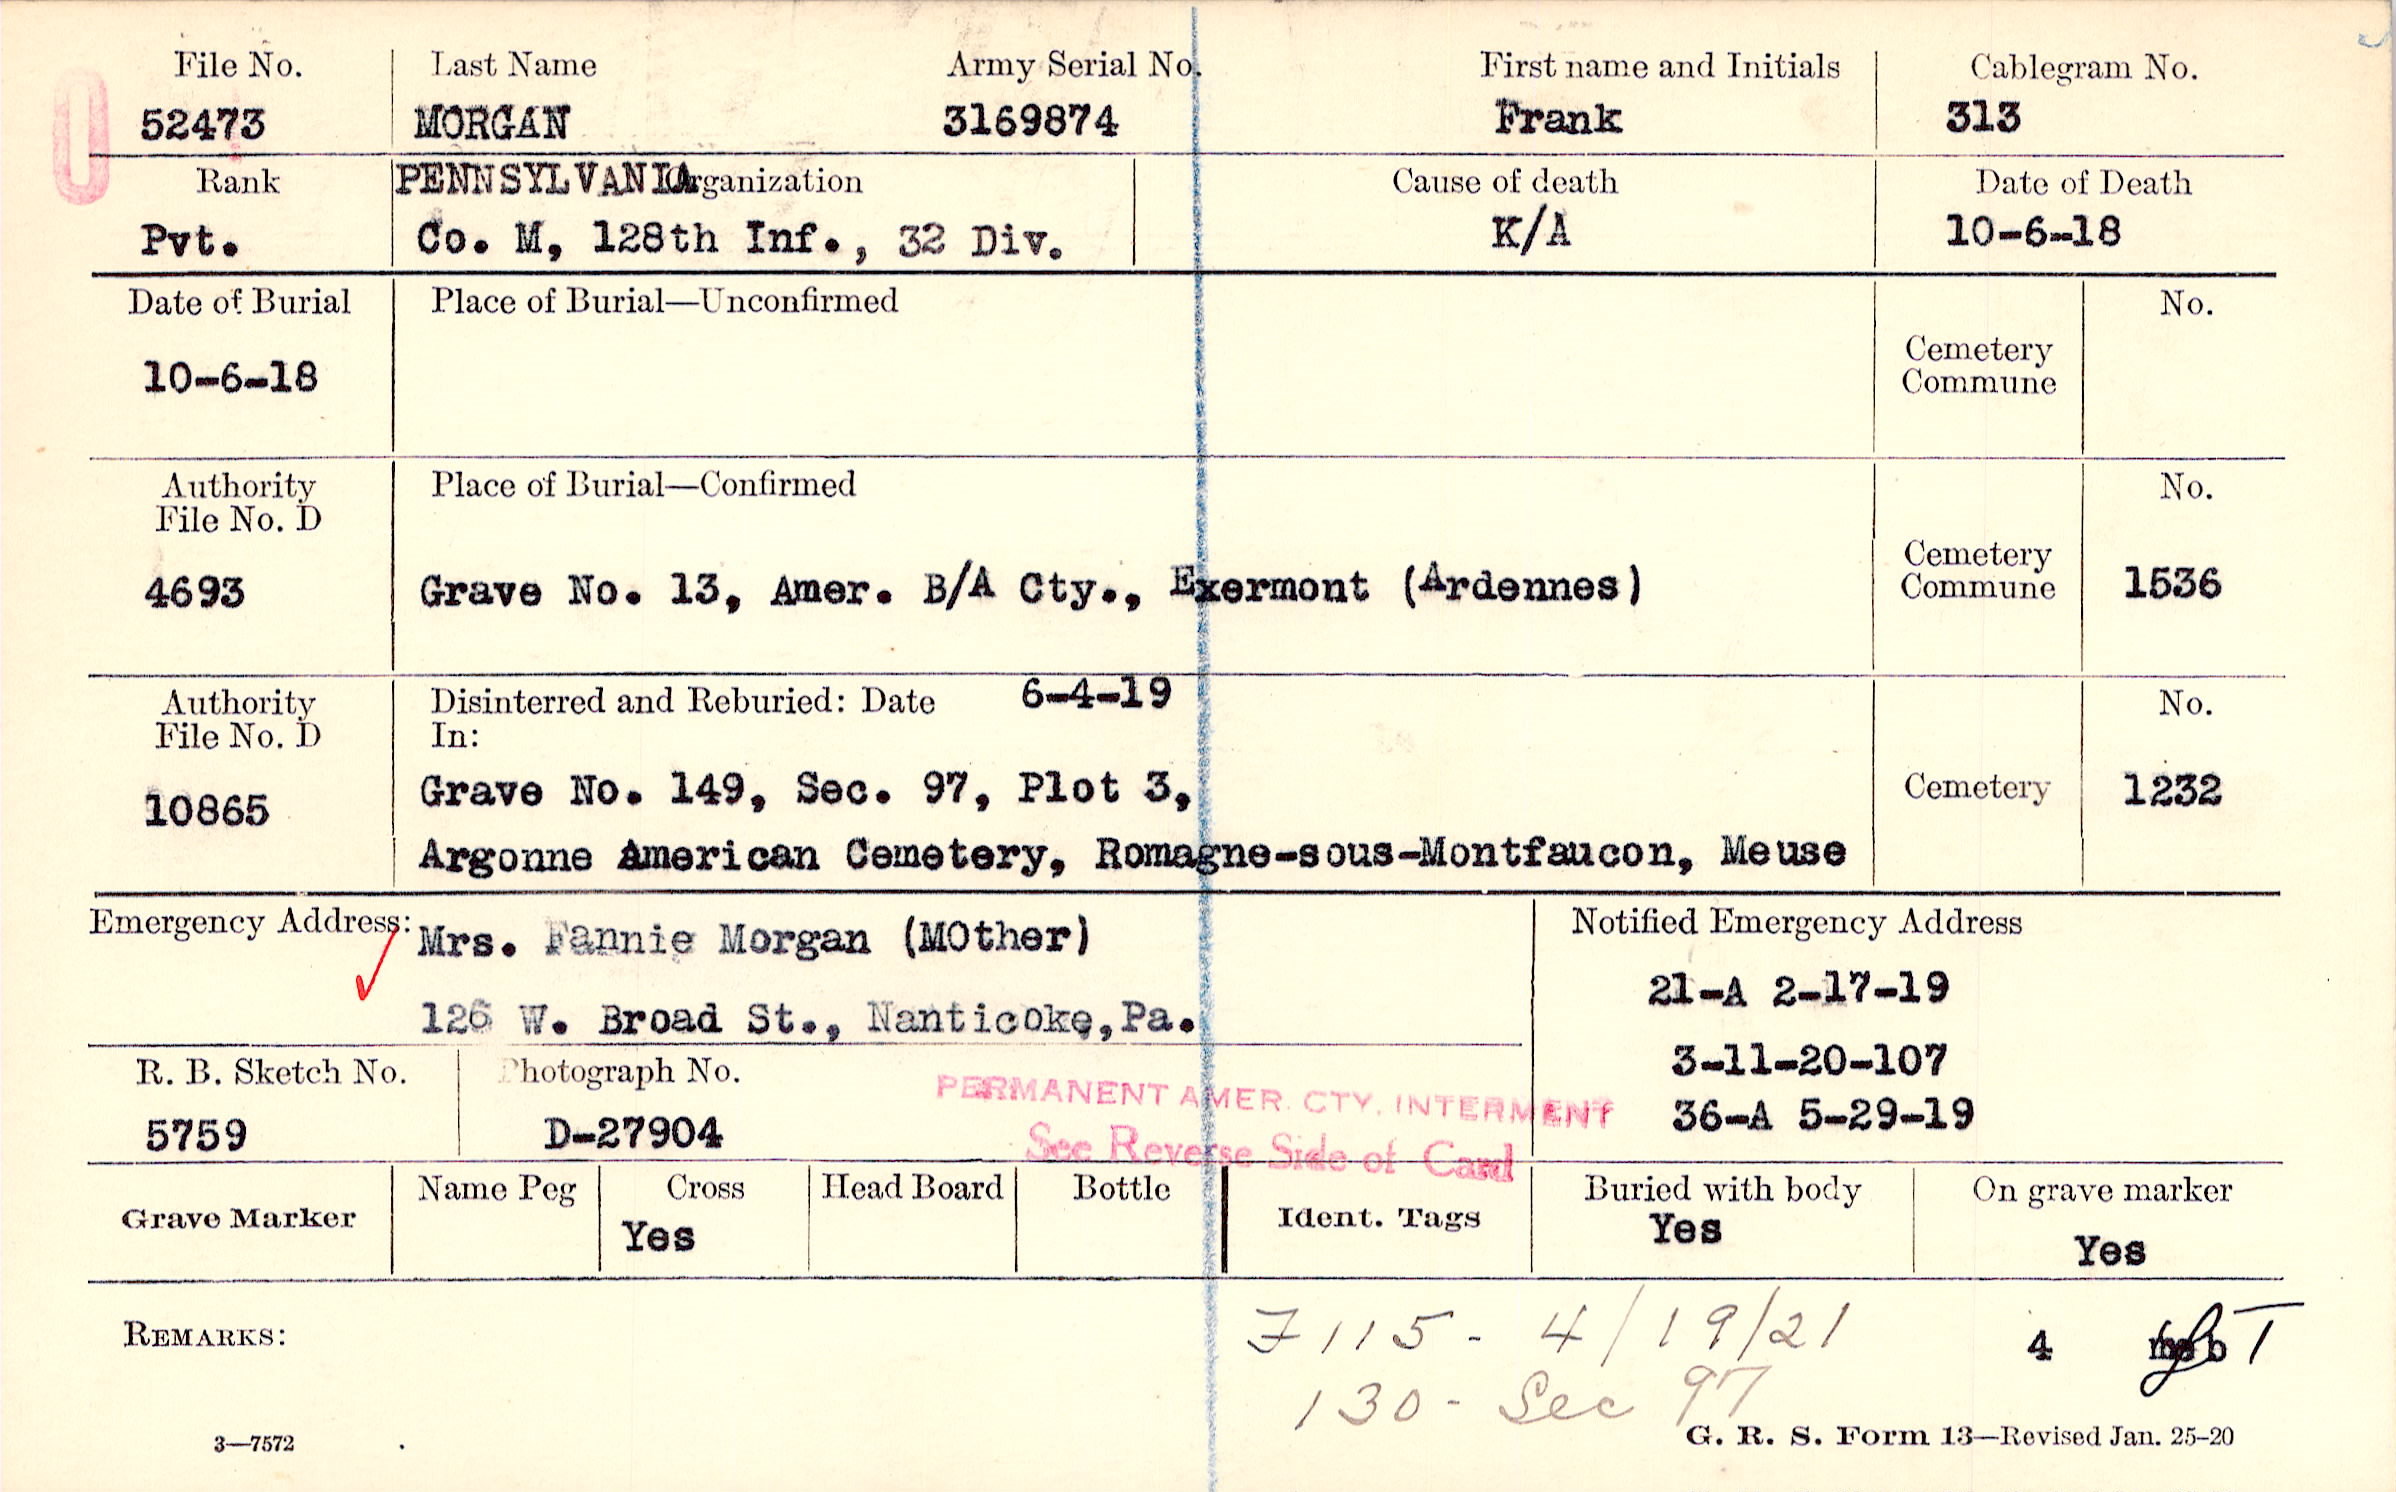 File No. Last Name Army Serial No. First name and Initials Cablegram No.
52473 MORGAN 3169874 Frank 313
Rank PENNSYLVANIA Organization Cause of death Date of Death
Pvt. Co. M, 128th Inf., 32 Div. K/A 10-6-18
Date of Burial Place of Burial—Unconfirmed No.
Cemetery
Commune
10-6-18
Authority Place of Burial—Confirmed No.
File No. D
Cemetery
Commune
4693 Grave No. 13, Amer. B/A Cty., Exermont (Ardennes) 1536
Authority Disinterred and Reburied: Date 6-4-19 No.
File No. D In:
10865 Grave No. 149, Sec. 97, Plot 3, Cemetery 1232
Argonne American Cemetery, Romagne-sous-Montfaucon, Meuse
Emergency Address: Mrs. Fannie Morgan (MOther) Notified Emergency Address
126 W. Broad St., Nanticoke, Pa. 21-A 2-17-19
3-11-20-107
36-A 5-29-19
R. B. Sketch No. Photograph No.
5759 D-27904
PERMANENT AMER. CTY. INTERMENT
See Reverse Side of Card
Grave Marker Name Peg Cross Head Board Bottle Ident. Tags Buried with body On grave marker
Yes Yes Yes
REMARKS: 7115 - 4/19/21 4
130 - Sec 97
3—7572 G. R. S. Form 13—Revised Jan. 25-20